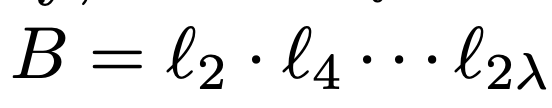 B = ℓ₂ · ℓ₄ ⋯ ℓ₂λ